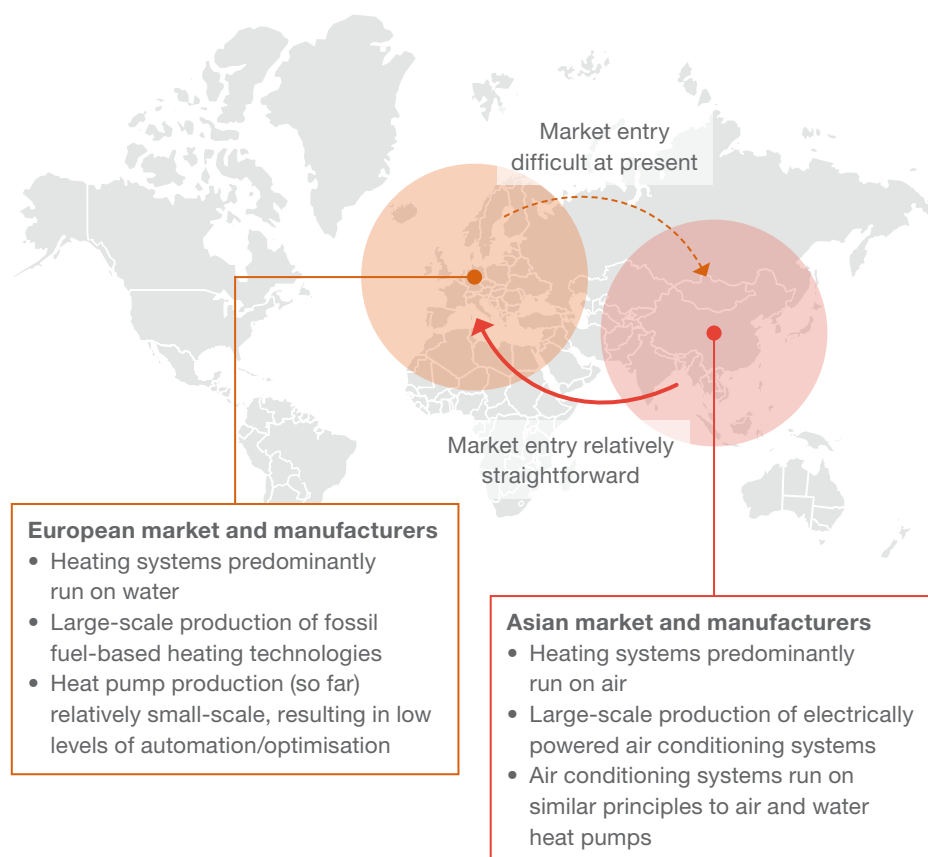 Market entry
difficult at present
Market entry relatively
straightforward
European market and manufacturers
• Heating systems predominantly
run on water
• Large-scale production of fossil
fuel-based heating technologies
• Heat pump production (so far)
relatively small-scale, resulting in low
levels of automation/optimisation
Asian market and manufacturers
• Heating systems predominantly
run on air
• Large-scale production of electrically
powered air conditioning systems
• Air conditioning systems run on
similar principles to air and water
heat pumps